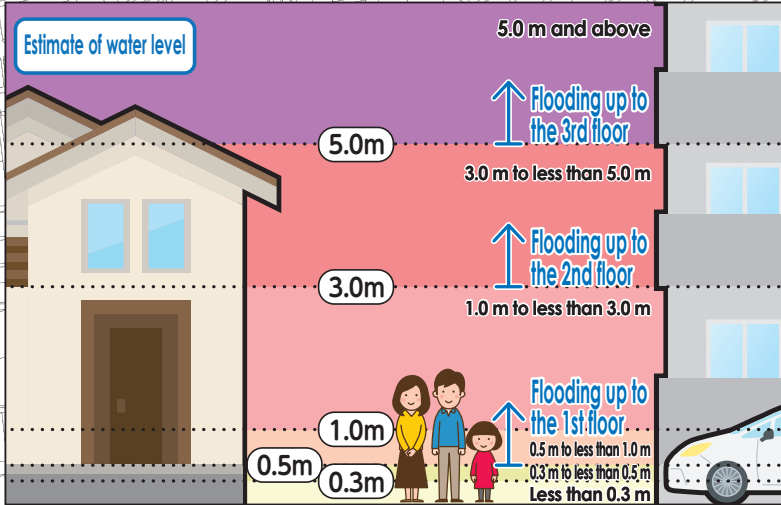 Estimate of water level
5.0 m and above
Flooding up to
the 3rd floor
5.0m
3.0 m to less than 5.0 m
Flooding up to
the 2nd floor
3.0m
1.0 m to less than 3.0 m
Flooding up to
the 1st floor
1.0m
0.5 m to less than 1.0 m
0.5m
0.3 m to less than 0.5 m
0.3m
Less than 0.3 m